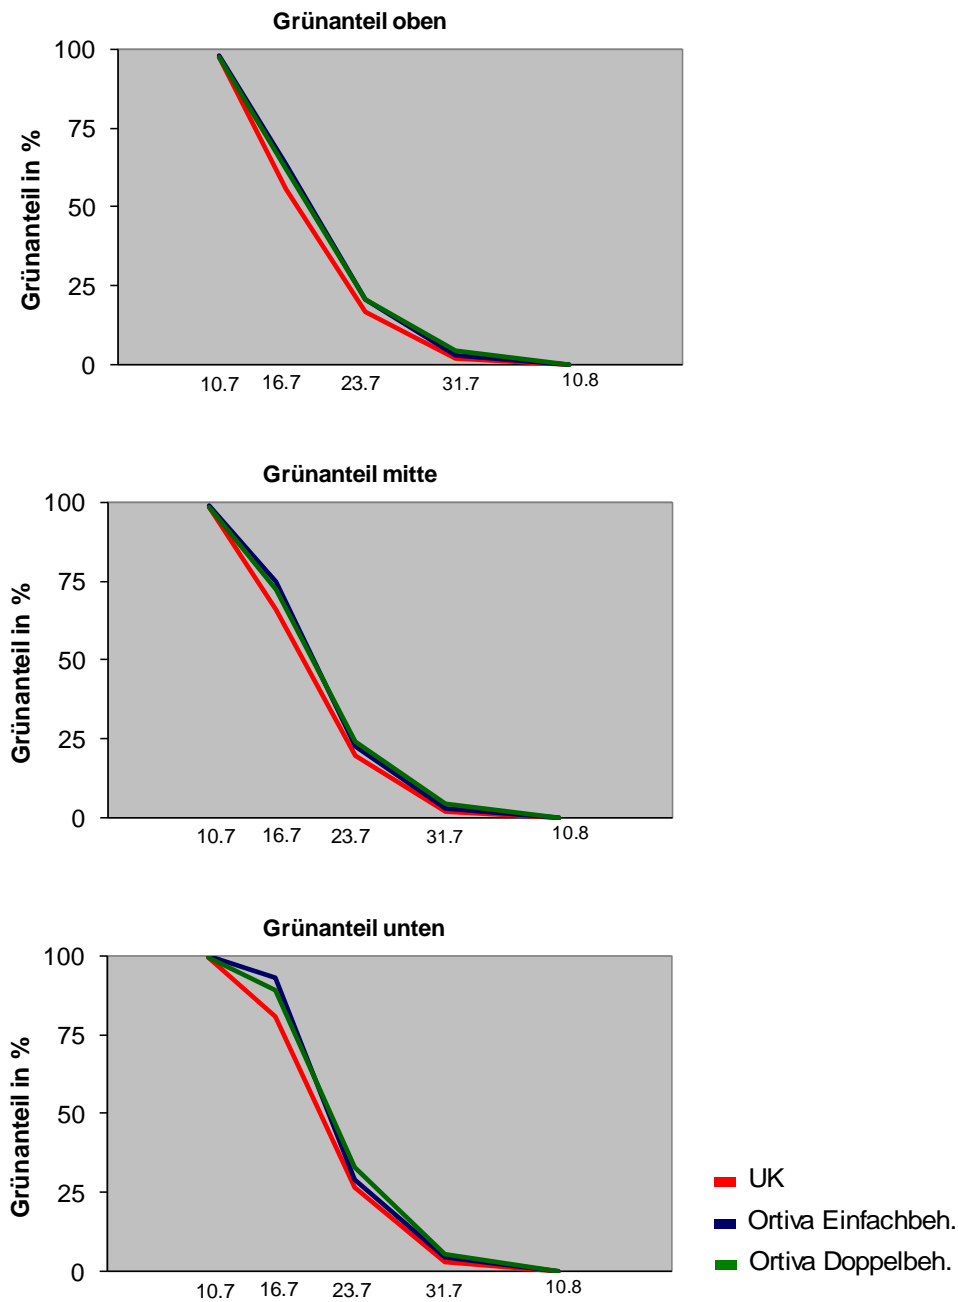 Grünanteil oben
Grünanteil in %
100
75
50
25
0
10.7 16.7 23.7 31.7 10.8
Grünanteil mitte
Grünanteil in %
100
75
50
25
0
10.7 16.7 23.7 31.7 10.8
Grünanteil unten
Grünanteil in %
100
75
50
25
0
10.7 16.7 23.7 31.7 10.8
UK
Ortiva Einfachbeh.
Ortiva Doppelbeh.